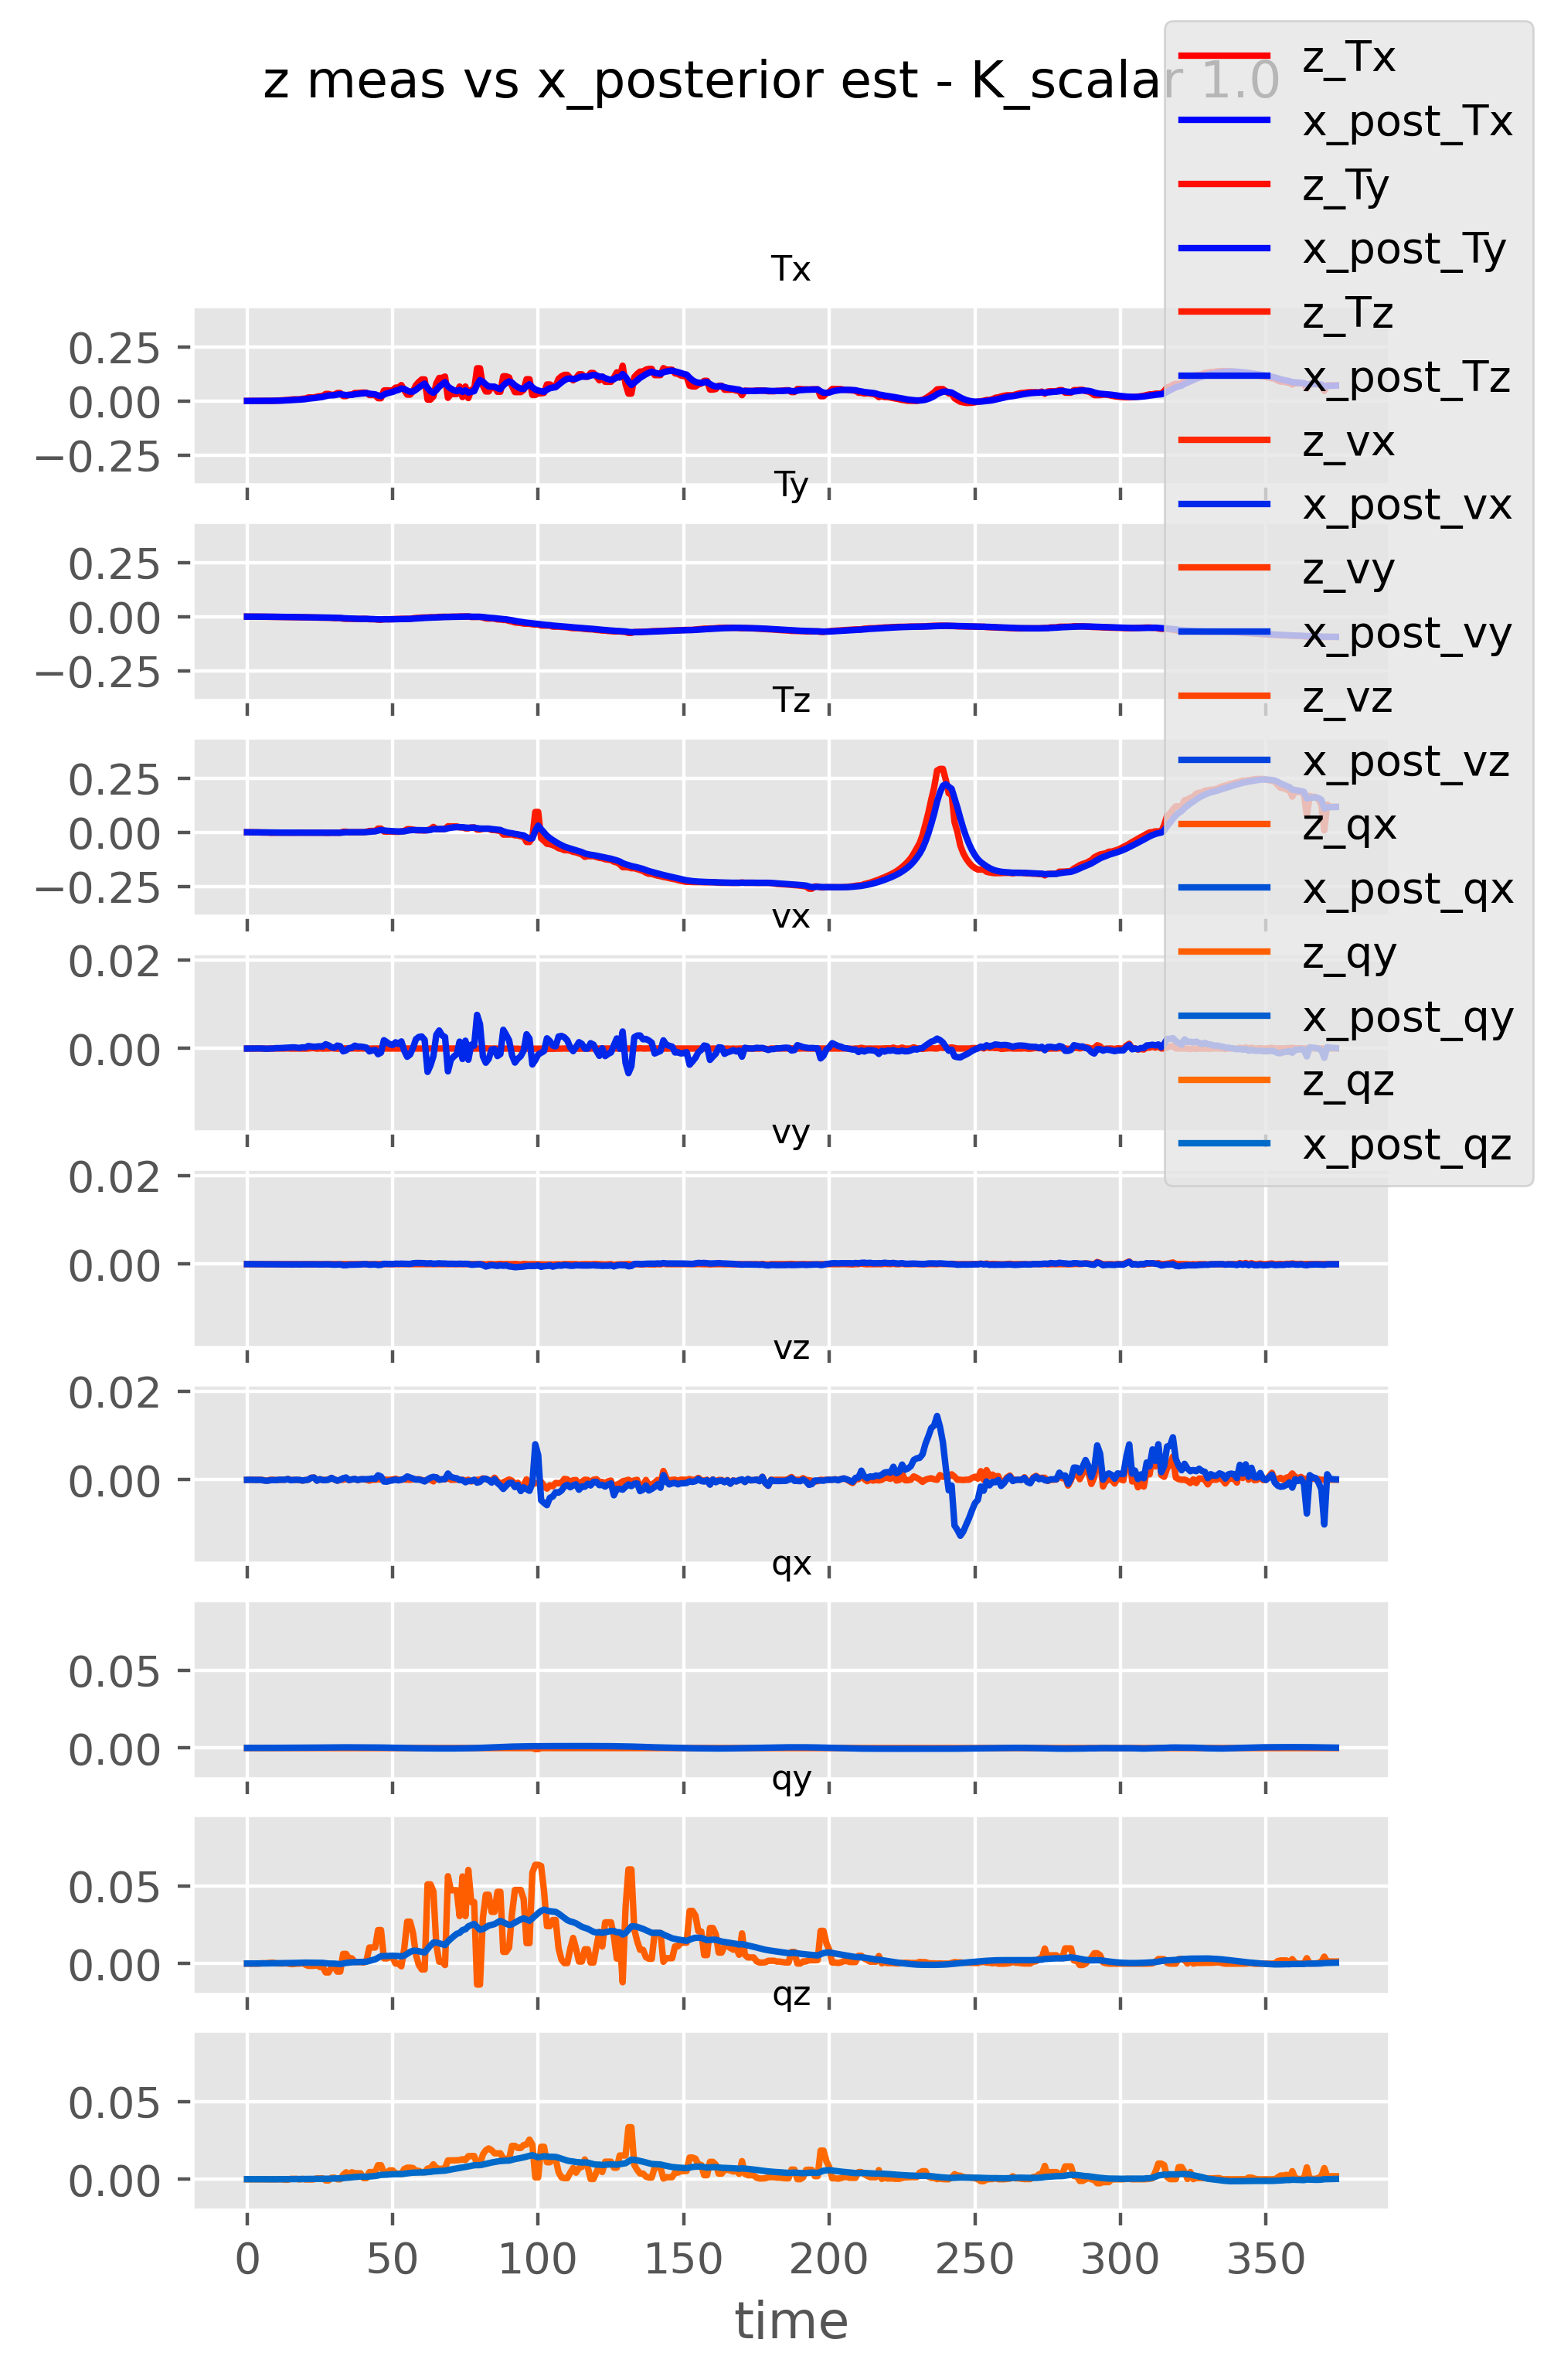 z meas vs x_posterior est - K_scalar 1.0
z_Tx
x_post_Tx
z_Ty
x_post_Ty
z_Tz
x_post_Tz
z_vx
x_post_vx
z_vy
x_post_vy
z_vz
x_post_vz
z_qx
x_post_qx
z_qy
x_post_qy
z_qz
x_post_qz
Tx
0.25
0.00
−0.25
Ty
0.25
0.00
−0.25
Tz
0.25
0.00
−0.25
vx
0.02
0.00
vy
0.02
0.00
vz
0.02
0.00
qx
0.05
0.00
qy
0.05
0.00
qz
0.05
0.00
0 50 100 150 200 250 300 350
time